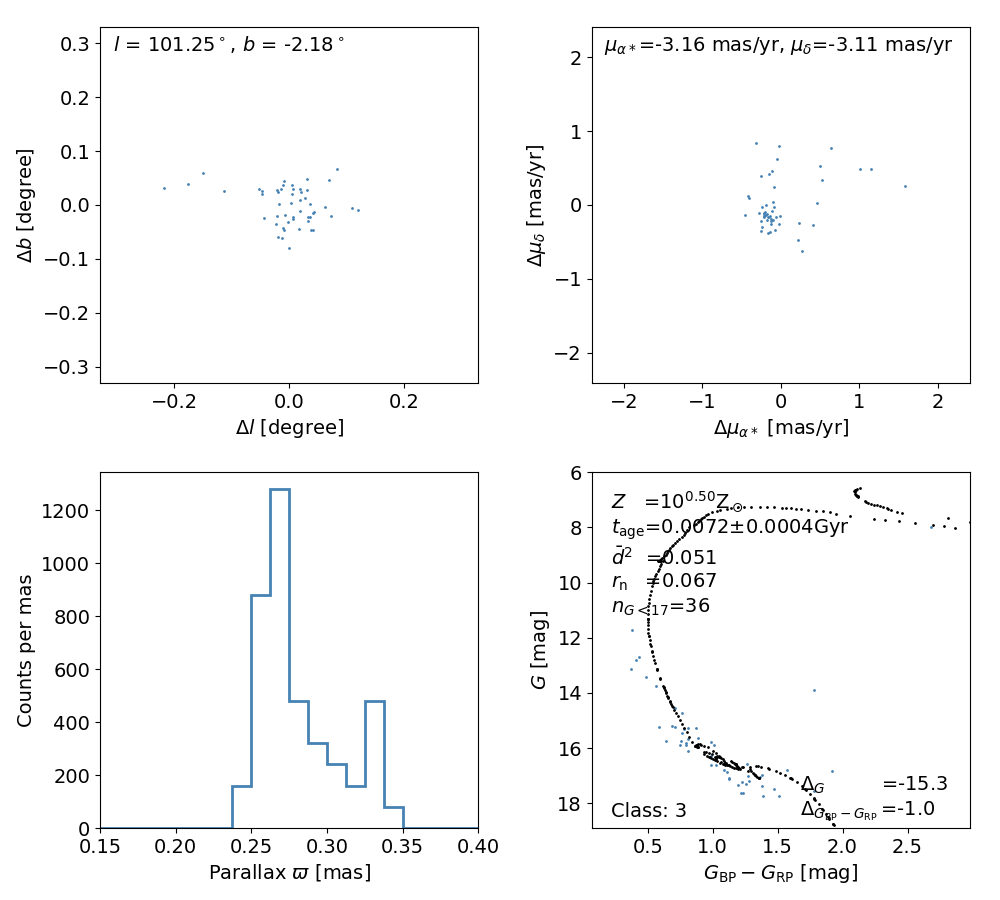 l = 101.25°, b = -2.18°
0.3
0.2
0.1
0.0
−0.1
−0.2
−0.3
−0.2
0.0
0.2
Δb [degree]
Δl [degree]
μα*=-3.16 mas/yr, μδ=-3.11 mas/yr
2
1
0
−1
−2
−2
−1
0
1
2
Δμδ [mas/yr]
Δμα* [mas/yr]
1200
1000
800
600
400
200
0
0.15
0.20
0.25
0.30
0.35
0.40
Counts per mas
Parallax ϖ [mas]
6
8
10
12
14
16
18
Z =10^0.50 Z⊙
t_age=0.0072±0.0004Gyr
d̄² =0.051
r_n =0.067
n_G<17=36
Δ_G =-15.3
Δ_G_BP−G_RP =-1.0
Class: 3
0.5
1.0
1.5
2.0
2.5
G [mag]
G_BP − G_RP [mag]